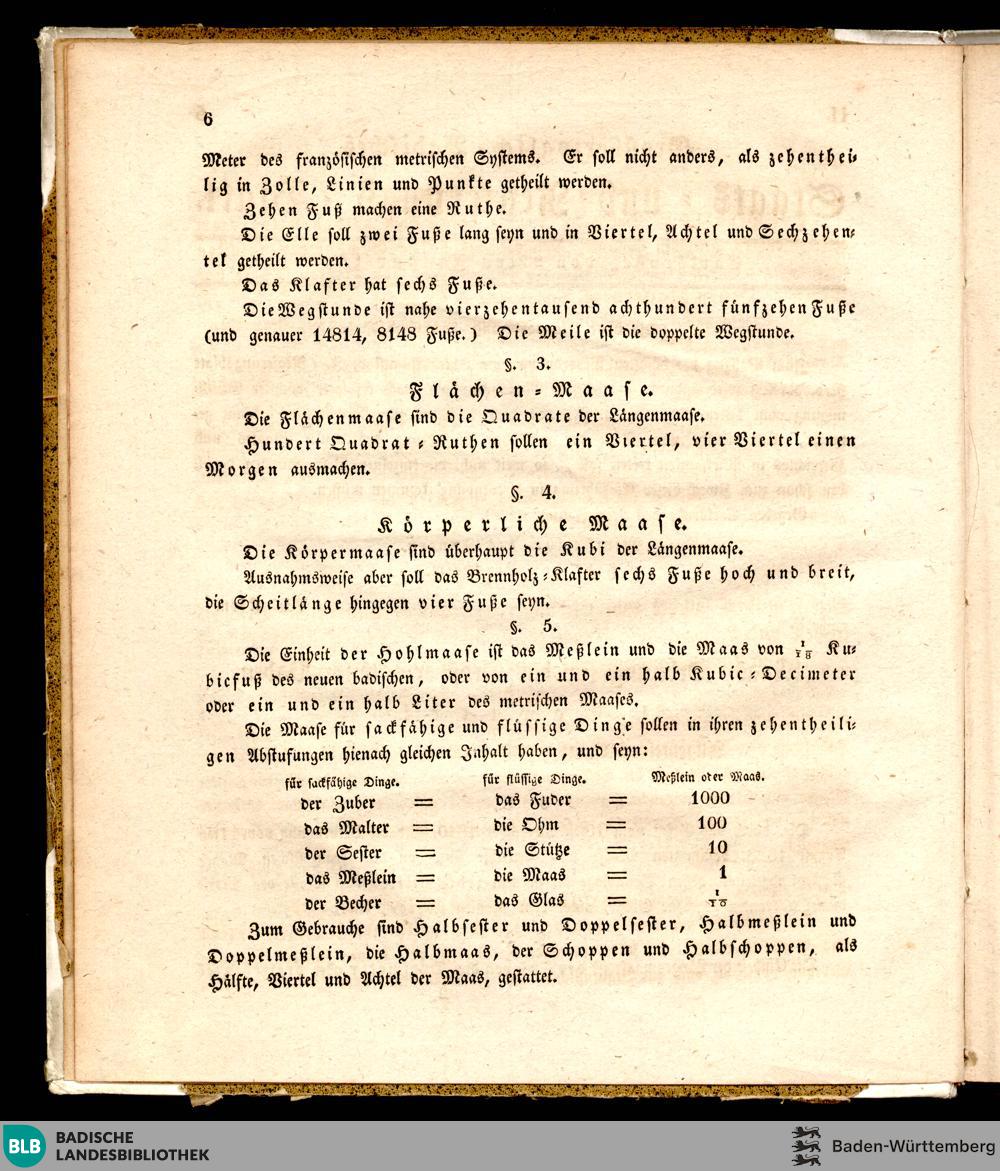 6
Meter des französischen metrischen Systems. Er soll nicht anders, als zehenthei-
lig in Zolle, Linien und Punkte getheilt werden.
Zehen Fuß machen eine Ruthe.
Die Elle soll zwei Fuße lang seyn und in Viertel, Achtel und Sechzehen-
tel getheilt werden.
Das Klafter hat sechs Fuße.
Die Wegstunde ist nahe vierzehentausend achthundert fünfzehen Fuße
(und genauer 14814, 8148 Fuße.) Die Meile ist die doppelte Wegstunde.
§. 3.
Flächen-Maase.
Die Flächenmaase sind die Quadrate der Längenmaase.
Hundert Quadrat-Ruthen sollen ein Viertel, vier Viertel einen
Morgen ausmachen.
§. 4.
Körperliche Maase.
Die Körpermaase sind überhaupt die Kubi der Längenmaase.
Ausnahmsweise aber soll das Brennholz-Klafter sechs Fuße hoch und breit,
die Scheitlänge hingegen vier Fuße seyn.
§. 5.
Die Einheit der Hohlmaase ist das Meßlein und die Maas von 1/18 Ku-
bicfuß des neuen badischen, oder von ein und ein halb Kubic-Decimeter
oder ein und ein halb Liter des metrischen Maases.
Die Maase für sackfähige und flüssige Dinge sollen in ihren zehentheili-
gen Abstufungen hienach gleichen Inhalt haben, und seyn:
für sackfähige Dinge. für flüssige Dinge. Meßlein oder Maas.
der Zuber = das Fuder = 1000
das Malter = die Ohm = 100
der Sester = die Stütze = 10
das Meßlein = die Maas = 1
der Becher = das Glas = 1/10
Zum Gebrauche sind Halbsester und Doppelsester, Halbmeßlein und
Doppelmeßlein, die Halbmaas, der Schoppen und Halbschoppen, als
Hälfte, Viertel und Achtel der Maas, gestattet.
BLB BADISCHE
LANDESBIBLIOTHEK
Baden-Württemberg